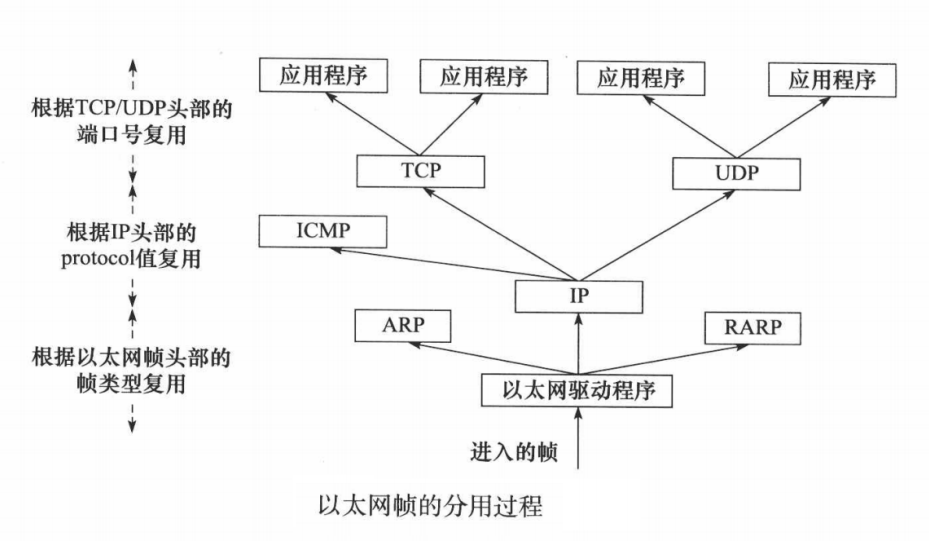 应用程序
应用程序
应用程序
应用程序
根据TCP/UDP头部的
端口号复用
TCP
UDP
根据IP头部的
protocol值复用
ICMP
IP
ARP
RARP
根据以太网帧头部的
帧类型复用
以太网驱动程序
进入的帧
以太网帧的分用过程